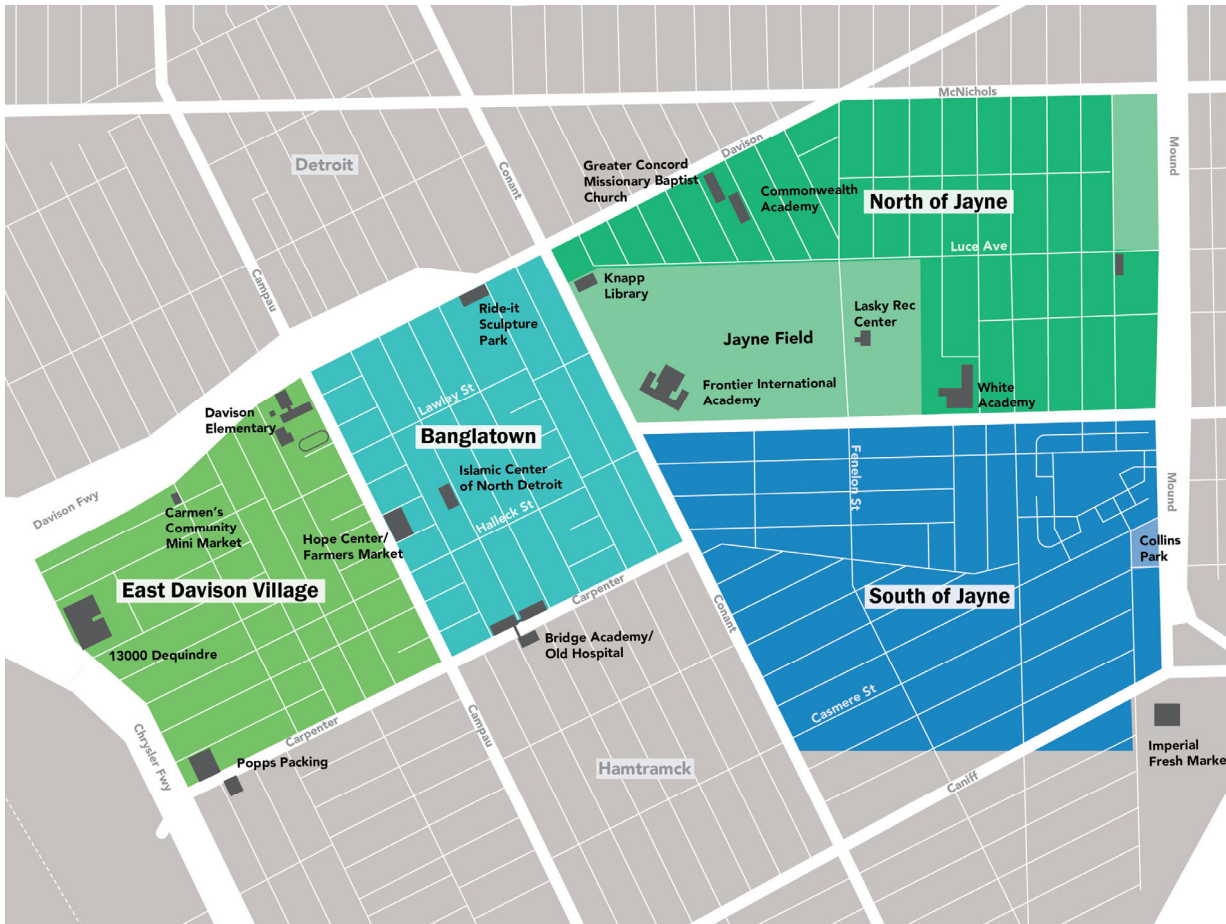 McNichols
Detroit
Conant
Davison
Mound
Greater Concord
Missionary Baptist
Church
Commonwealth
Academy
North of Jayne
Luce Ave
Campau
Knapp
Library
Ride-it
Sculpture
Park
Lasky Rec
Center
Jayne Field
Frontier International
Academy
White
Academy
Lawley St
Davison
Elementary
Banglatown
Fenelon St
Islamic Center
of North Detroit
Mound
Davison Fwy
Carmen's
Community
Mini Market
Halleck St
Hope Center/
Farmers Market
Collins
Park
East Davison Village
Carpenter
South of Jayne
Conant
Bridge Academy/
Old Hospital
13000 Dequindre
Casmere St
Campau
Chrysler Fwy
Carpenter
Popps Packing
Hamtramck
Caniff
Imperial
Fresh Market